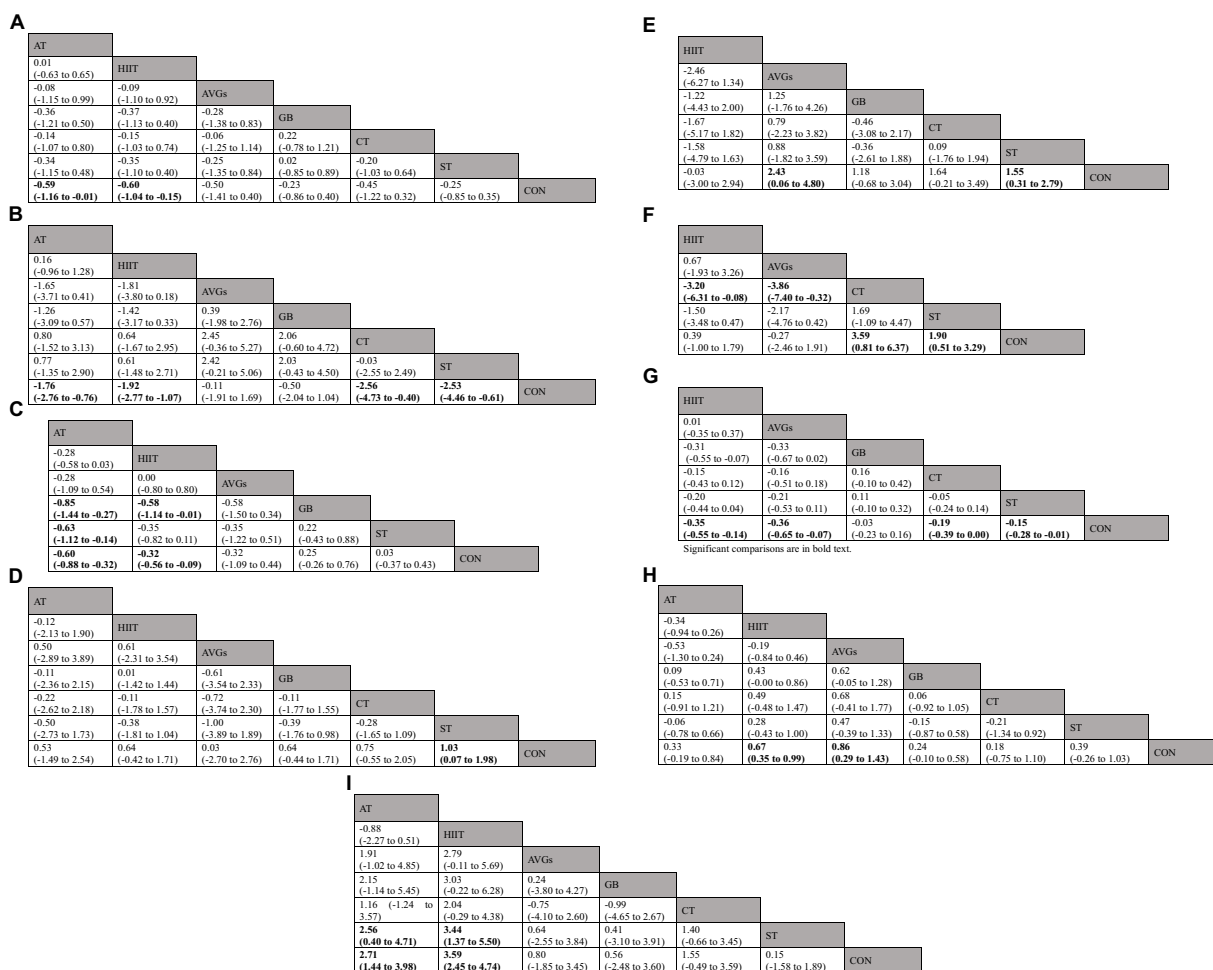 A
AT
0.01 HIIT
(-0.63 to 0.65)
-0.08 -0.09 AVGs
(-1.15 to 0.99) (-1.10 to 0.92)
-0.36 -0.37 -0.28 GB
(-1.21 to 0.50) (-1.13 to 0.40) (-1.38 to 0.83)
-0.14 -0.15 -0.06 0.22 CT
(-1.07 to 0.80) (-1.03 to 0.74) (-1.25 to 1.14) (-0.78 to 1.21)
-0.34 -0.35 -0.25 0.02 -0.20 ST
(-1.15 to 0.48) (-1.10 to 0.40) (-1.35 to 0.84) (-0.85 to 0.89) (-1.03 to 0.64)
-0.59 -0.60 -0.50 -0.23 -0.45 -0.25 CON
(-1.16 to -0.01) (-1.04 to -0.15) (-1.41 to 0.40) (-0.86 to 0.40) (-1.22 to 0.32) (-0.85 to 0.35)
B
AT
0.16 HIIT
(-0.96 to 1.28)
-1.65 -1.81 AVGs
(-3.71 to 0.41) (-3.80 to 0.18)
-1.26 -1.42 0.39 GB
(-3.09 to 0.57) (-3.17 to 0.33) (-1.98 to 2.76)
0.80 0.64 2.45 2.06 CT
(-1.52 to 3.13) (-1.67 to 2.95) (-0.36 to 5.27) (-0.60 to 4.72)
0.77 0.61 2.42 2.03 -0.03 ST
(-1.35 to 2.90) (-1.48 to 2.71) (-0.21 to 5.06) (-0.43 to 4.50) (-2.55 to 2.49)
-1.76 -1.92 -0.11 -0.50 -2.56 -2.53 CON
(-2.76 to -0.76) (-2.77 to -1.07) (-1.91 to 1.69) (-2.04 to 1.04) (-4.73 to -0.40) (-4.46 to -0.61)
C
AT
-0.28 HIIT
(-0.58 to 0.03)
-0.28 0.00 AVGs
(-1.09 to 0.54) (-0.80 to 0.80)
-0.85 -0.58 -0.58 GB
(-1.44 to -0.27) (-1.14 to -0.01) (-1.50 to 0.34)
-0.63 -0.35 -0.35 0.22 ST
(-1.12 to -0.14) (-0.82 to 0.11) (-1.22 to 0.51) (-0.43 to 0.88)
-0.60 -0.32 -0.32 0.25 0.03 CON
(-0.88 to -0.32) (-0.56 to -0.09) (-1.09 to 0.44) (-0.26 to 0.76) (-0.37 to 0.43)
D
AT
-0.12 HIIT
(-2.13 to 1.90)
0.50 0.61 AVGs
(-2.89 to 3.89) (-2.31 to 3.54)
-0.11 0.01 -0.61 GB
(-2.36 to 2.15) (-1.42 to 1.44) (-3.54 to 2.33)
-0.22 -0.11 -0.72 -0.11 CT
(-2.62 to 2.18) (-1.78 to 1.57) (-3.74 to 2.30) (-1.77 to 1.55)
-0.50 -0.38 -1.00 -0.39 -0.28 ST
(-2.73 to 1.73) (-1.81 to 1.04) (-3.89 to 1.89) (-1.76 to 0.98) (-1.65 to 1.09)
0.53 0.64 0.03 0.64 0.75 1.03 CON
(-1.49 to 2.54) (-0.42 to 1.71) (-2.70 to 2.76) (-0.44 to 1.71) (-0.55 to 2.05) (0.07 to 1.98)
E
HIIT
-2.46 AVGs
(-6.27 to 1.34)
-1.22 1.25 GB
(-4.43 to 2.00) (-1.76 to 4.26)
-1.67 0.79 -0.46 CT
(-5.17 to 1.82) (-2.23 to 3.82) (-3.08 to 2.17)
-1.58 0.88 -0.36 0.09 ST
(-4.79 to 1.63) (-1.82 to 3.59) (-2.61 to 1.88) (-1.76 to 1.94)
-0.03 2.43 1.18 1.64 1.55 CON
(-3.00 to 2.94) (0.06 to 4.80) (-0.68 to 3.04) (-0.21 to 3.49) (0.31 to 2.79)
F
HIIT
0.67 AVGs
(-1.93 to 3.26)
-3.20 -3.86 CT
(-6.31 to -0.08) (-7.40 to -0.32)
-1.50 -2.17 1.69 ST
(-3.48 to 0.47) (-4.76 to 0.42) (-1.09 to 4.47)
0.39 -0.27 3.59 1.90 CON
(-1.00 to 1.79) (-2.46 to 1.91) (0.81 to 6.37) (0.51 to 3.29)
G
HIIT
0.01 AVGs
(-0.35 to 0.37)
-0.31 -0.33 GB
(-0.55 to -0.07) (-0.67 to 0.02)
-0.15 -0.16 0.16 CT
(-0.43 to 0.12) (-0.51 to 0.18) (-0.10 to 0.42)
-0.20 -0.21 0.11 -0.05 ST
(-0.44 to 0.04) (-0.53 to 0.11) (-0.10 to 0.32) (-0.24 to 0.14)
-0.35 -0.36 -0.03 -0.19 -0.15 CON
(-0.55 to -0.14) (-0.65 to -0.07) (-0.23 to 0.16) (-0.39 to 0.00) (-0.28 to -0.01)
Significant comparisons are in bold text.
H
AT
-0.34 HIIT
(-0.94 to 0.26)
-0.53 -0.19 AVGs
(-1.30 to 0.24) (-0.84 to 0.46)
0.09 0.43 0.62 GB
(-0.53 to 0.71) (-0.00 to 0.86) (-0.05 to 1.28)
0.15 0.49 0.68 0.06 CT
(-0.91 to 1.21) (-0.48 to 1.47) (-0.41 to 1.77) (-0.92 to 1.05)
-0.06 0.28 0.47 -0.15 -0.21 ST
(-0.78 to 0.66) (-0.43 to 1.00) (-0.39 to 1.33) (-0.87 to 0.58) (-1.34 to 0.92)
0.33 0.67 0.86 0.24 0.18 0.39 CON
(-0.19 to 0.84) (0.35 to 0.99) (0.29 to 1.43) (-0.10 to 0.58) (-0.75 to 1.10) (-0.26 to 1.03)
I
AT
-0.88 HIIT
(-2.27 to 0.51)
1.91 2.79 AVGs
(-1.02 to 4.85) (-0.11 to 5.69)
2.15 3.03 0.24 GB
(-1.14 to 5.45) (-0.22 to 6.28) (-3.80 to 4.27)
1.16 (-1.24 to 2.04 -0.75 -0.99 CT
3.57) (-0.29 to 4.38) (-4.10 to 2.60) (-4.65 to 2.67)
2.56 3.44 0.64 0.41 1.40 ST
(0.40 to 4.71) (1.37 to 5.50) (-2.55 to 3.84) (-3.10 to 3.91) (-0.66 to 3.45)
2.71 3.59 0.80 0.56 1.55 0.15 CON
(1.44 to 3.98) (2.45 to 4.74) (-1.85 to 3.45) (-2.48 to 3.60) (-0.49 to 3.59) (-1.58 to 1.89)